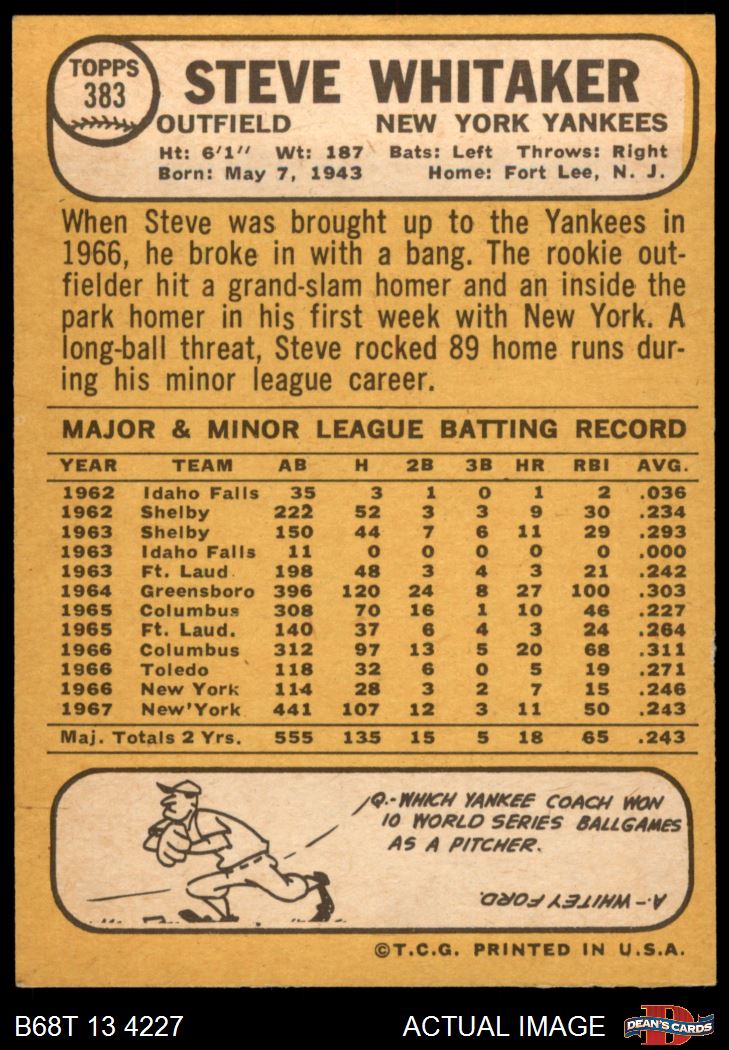 TOPPS
383
STEVE WHITAKER
OUTFIELD NEW YORK YANKEES
Ht: 6'1" Wt: 187 Bats: Left Throws: Right
Born: May 7, 1943 Home: Fort Lee, N. J.
When Steve was brought up to the Yankees in
1966, he broke in with a bang. The rookie out-
fielder hit a grand-slam homer and an inside the
park homer in his first week with New York. A
long-ball threat, Steve rocked 89 home runs dur-
ing his minor league career.
MAJOR & MINOR LEAGUE BATTING RECORD
YEAR TEAM AB H 2B 3B HR RBI AVG.
1962 Idaho Falls 35 3 1 0 1 2 .036
1962 Shelby 222 52 3 3 9 30 .234
1963 Shelby 150 44 7 6 11 29 .293
1963 Idaho Falls 11 0 0 0 0 0 .000
1963 Ft. Laud. 198 48 3 4 3 21 .242
1964 Greensboro 396 120 24 8 27 100 .303
1965 Columbus 308 70 16 1 10 46 .227
1965 Ft. Laud. 140 37 6 4 3 24 .264
1966 Columbus 312 97 13 5 20 68 .311
1966 Toledo 118 32 6 0 5 19 .271
1966 New York 114 28 3 2 7 15 .246
1967 New'York 441 107 12 3 11 50 .243
Maj. Totals 2 Yrs. 555 135 15 5 18 65 .243
Q.-WHICH YANKEE COACH WON
10 WORLD SERIES BALLGAMES
AS A PITCHER.
A.-WHITEY FORD.
©T.C.G. PRINTED IN U.S.A.
B68T 13 4227 ACTUAL IMAGE DEAN'S CARDS